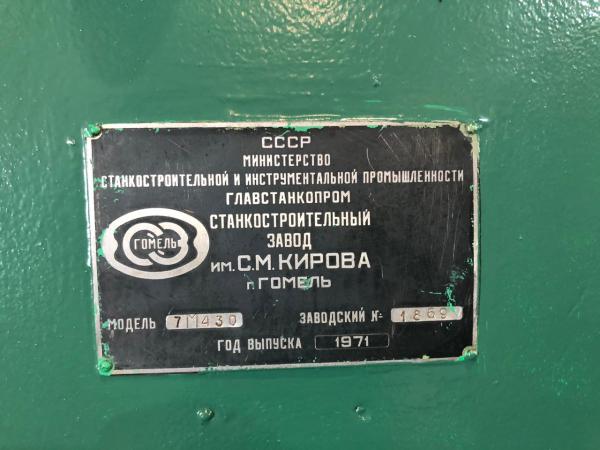 СССР
МИНИСТЕРСТВО
СТАНКОСТРОИТЕЛЬНОЙ И ИНСТРУМЕНТАЛЬНОЙ ПРОМЫШЛЕННОСТИ
ГЛАВСТАНКОПРОМ
СТАНКОСТРОИТЕЛЬНЫЙ
ЗАВОД
ГОМЕЛЬ
ИМ. С.М. КИРОВА
Г. ГОМЕЛЬ
МОДЕЛЬ 7М430 ЗАВОДСКИЙ № 1869
ГОД ВЫПУСКА 1971